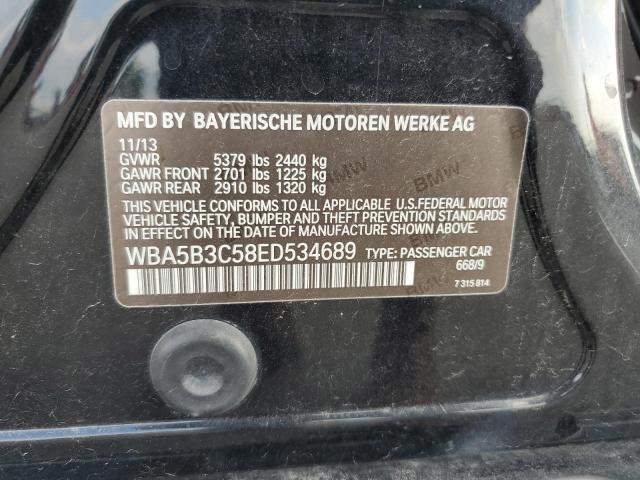 MFD BY BAYERISCHE MOTOREN WERKE AG
11/13
GVWR 5379 lbs 2440 kg
GAWR FRONT 2701 lbs 1225 kg
GAWR REAR 2910 lbs 1320 kg
THIS VEHICLE CONFORMS TO ALL APPLICABLE U.S.FEDERAL MOTOR
VEHICLE SAFETY, BUMPER AND THEFT PREVENTION STANDARDS
IN EFFECT ON THE DATE OF MANUFACTURE SHOWN ABOVE.
WBA5B3C58ED534689 TYPE: PASSENGER CAR
668/9
7 315 814